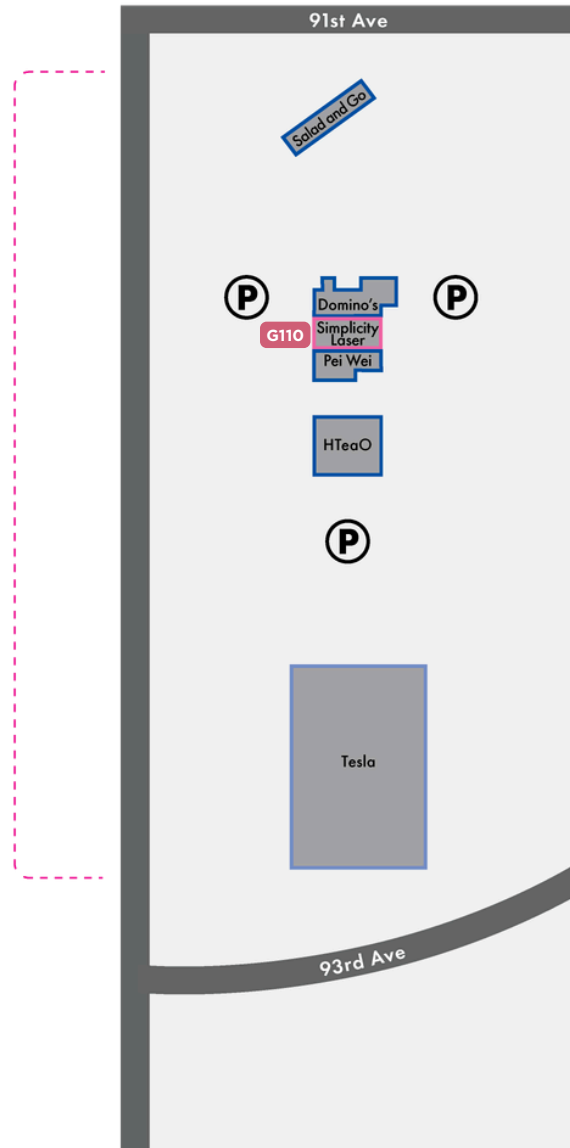 91st Ave
Salad and Go
P
P
Domino's
G110
Simplicity
Laser
Pei Wei
HTeaO
P
Tesla
93rd Ave